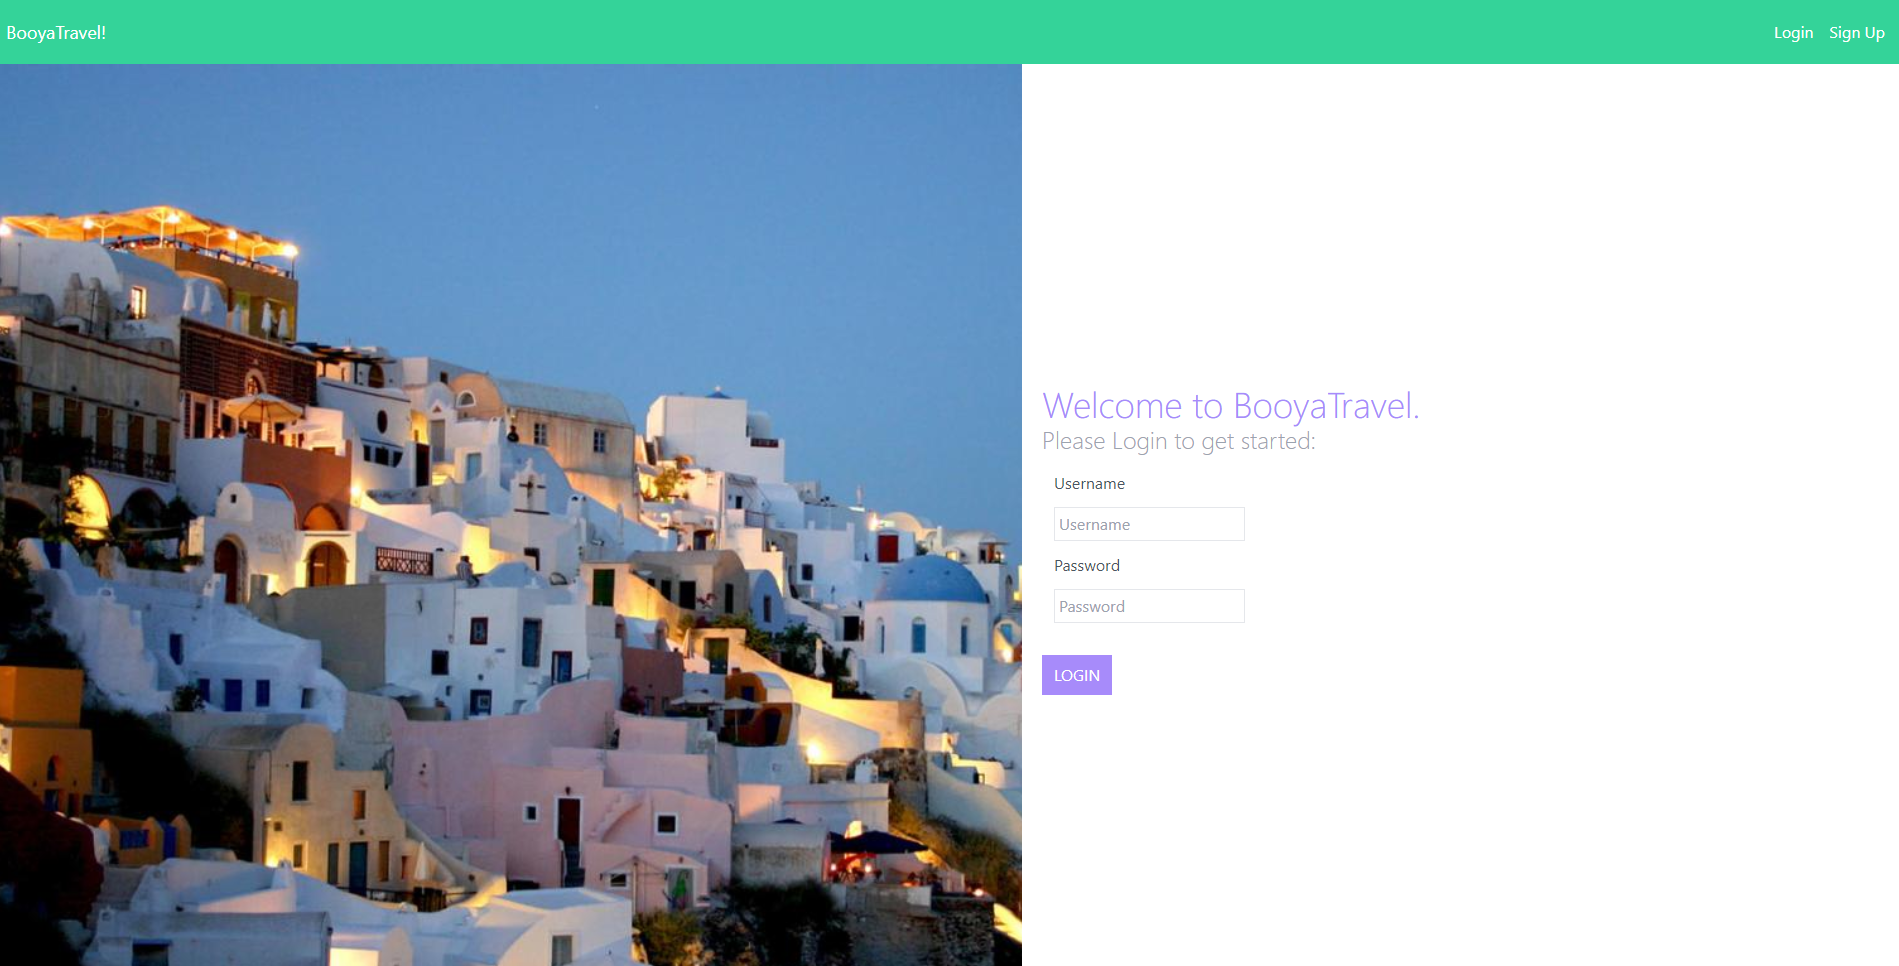 BooyaTravel!
Login
Sign Up
Welcome to BooyaTravel.
Please Login to get started:
Username
Username
Password
Password
LOGIN